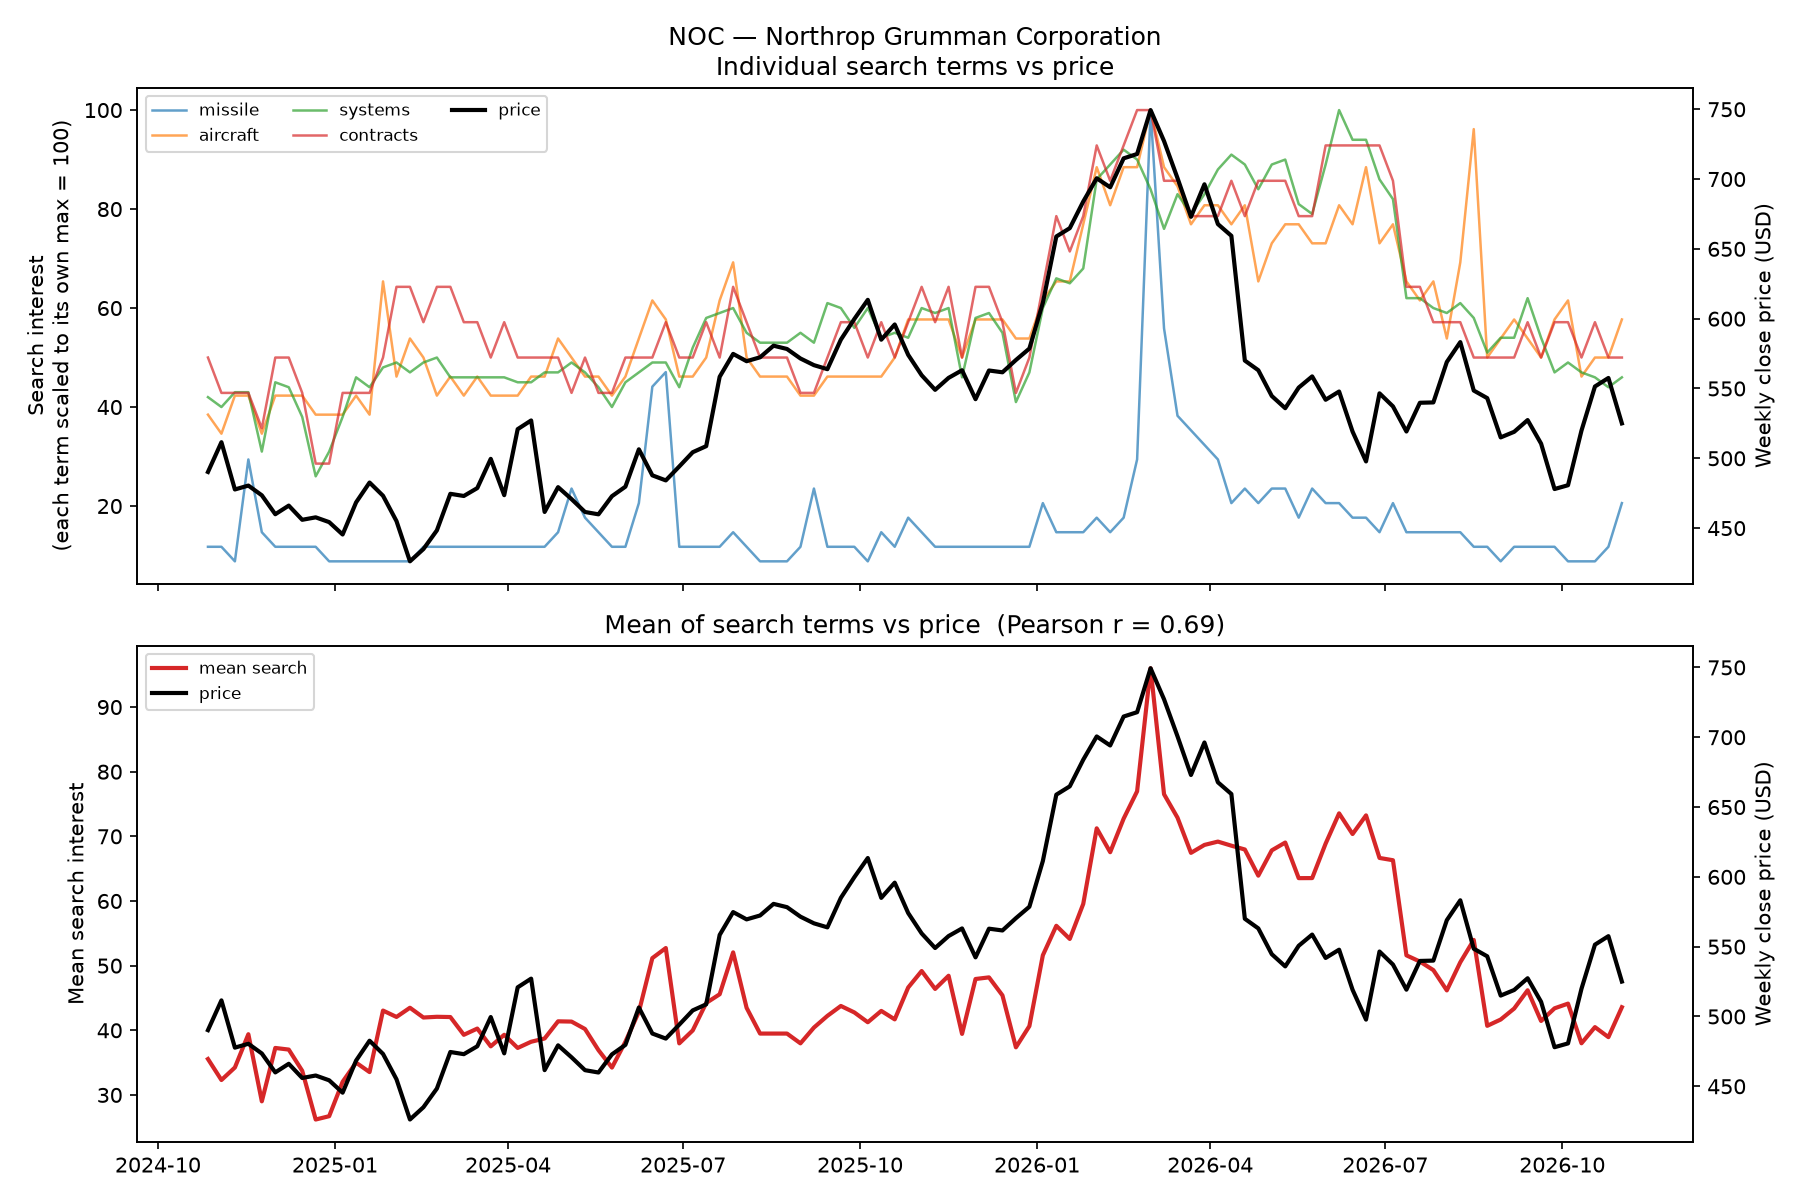 NOC — Northrop Grumman Corporation
Individual search terms vs price
missile
systems
price
aircraft
contracts
Search interest
(each term scaled to its own max = 100)
100
80
60
40
20
750
700
650
600
550
500
450
Weekly close price (USD)
Mean of search terms vs price (Pearson r = 0.69)
mean search
price
Mean search interest
90
80
70
60
50
40
30
750
700
650
600
550
500
450
Weekly close price (USD)
2024-10 2025-01 2025-04 2025-07 2025-10 2026-01 2026-04 2026-07 2026-10